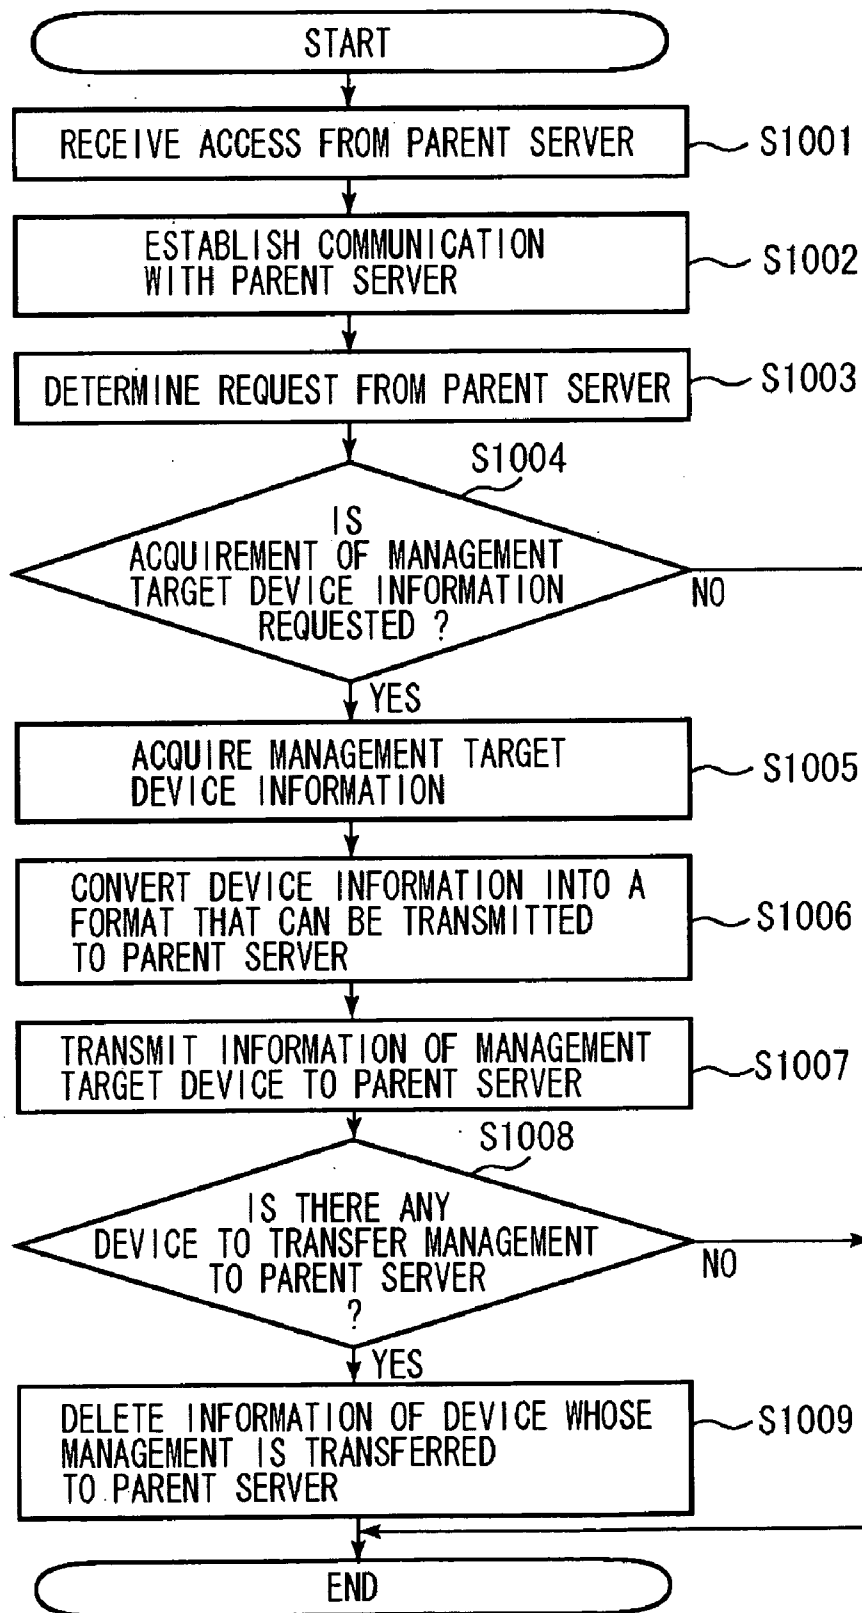 START
RECEIVE ACCESS FROM PARENT SERVER
S1001
ESTABLISH COMMUNICATION
WITH PARENT SERVER
S1002
DETERMINE REQUEST FROM PARENT SERVER
S1003
S1004
IS
ACQUIREMENT OF MANAGEMENT
TARGET DEVICE INFORMATION
REQUESTED ?
NO
YES
ACQUIRE MANAGEMENT TARGET
DEVICE INFORMATION
S1005
CONVERT DEVICE INFORMATION INTO A
FORMAT THAT CAN BE TRANSMITTED
TO PARENT SERVER
S1006
TRANSMIT INFORMATION OF MANAGEMENT
TARGET DEVICE TO PARENT SERVER
S1007
S1008
IS THERE ANY
DEVICE TO TRANSFER MANAGEMENT
TO PARENT SERVER
?
NO
YES
DELETE INFORMATION OF DEVICE WHOSE
MANAGEMENT IS TRANSFERRED
TO PARENT SERVER
S1009
END